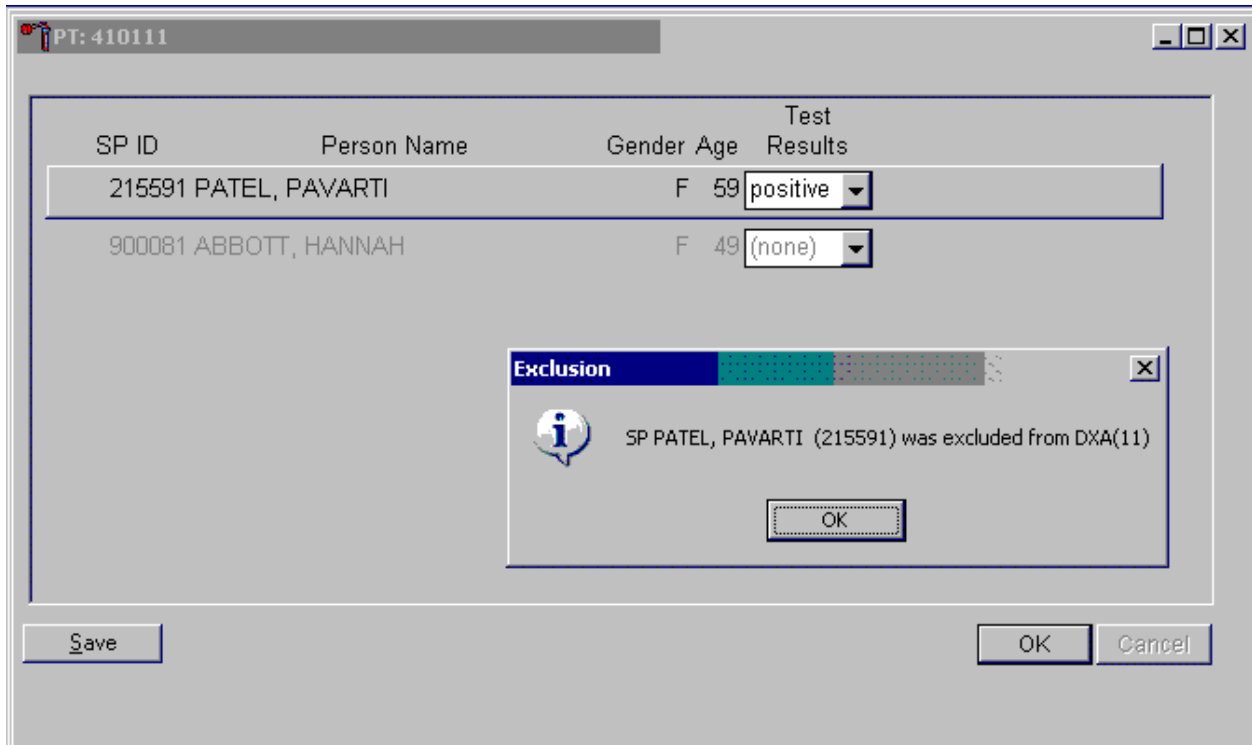 PT: 410111
Test
SP ID Person Name Gender Age Results
215591 PATEL, PAVARTI F 59 positive
900081 ABBOTT, HANNAH F 49 (none)
Exclusion
SP PATEL, PAVARTI (215591) was excluded from DXA(11)
OK
Save OK Cancel